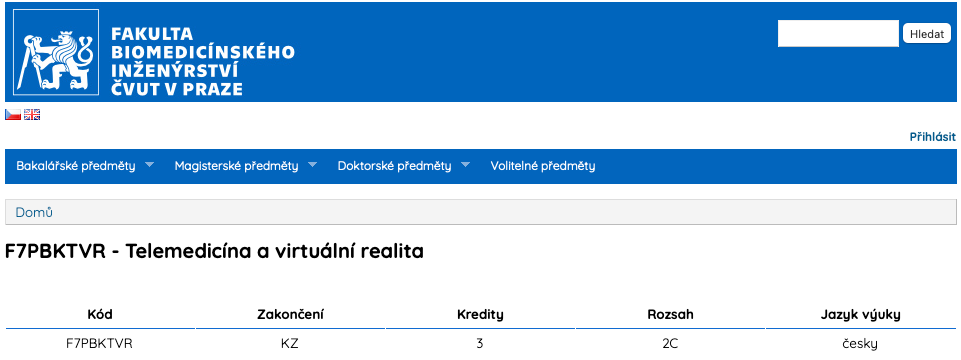 FAKULTA
BIOMEDICÍNSKÉHO
INŽENÝRSTVÍ
ČVUT V PRAZE
Hledat
Přihlásit
Bakalářské předměty Magisterské předměty Doktorské předměty Volitelné předměty
Domů
F7PBKTVR - Telemedicína a virtuální realita
Kód Zakončení Kredity Rozsah Jazyk výuky
F7PBKTVR KZ 3 2C česky